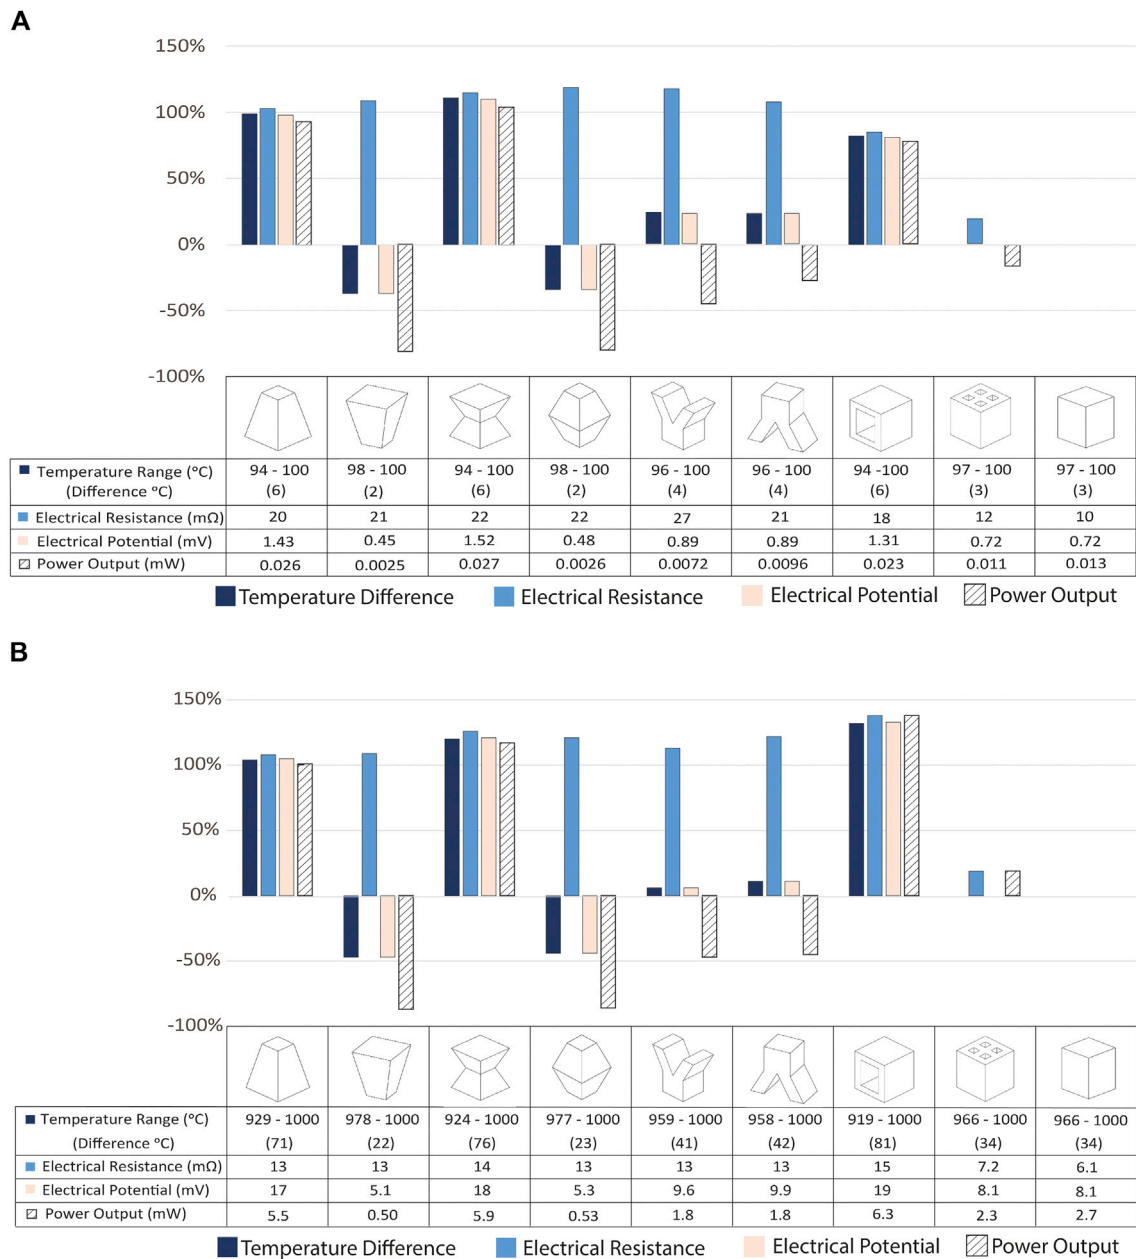 A
150%
100%
50%
0%
-50%
-100%
Temperature Range (°C) 94 - 100 98 - 100 94 - 100 98 - 100 96 - 100 96 - 100 94 -100 97 - 100 97 - 100
(Difference °C) (6) (2) (6) (2) (4) (4) (6) (3) (3)
Electrical Resistance (mΩ) 20 21 22 22 27 21 18 12 10
Electrical Potential (mV) 1.43 0.45 1.52 0.48 0.89 0.89 1.31 0.72 0.72
Power Output (mW) 0.026 0.0025 0.027 0.0026 0.0072 0.0096 0.023 0.011 0.013
Temperature Difference Electrical Resistance Electrical Potential Power Output
B
150%
100%
50%
0%
-50%
-100%
Temperature Range (°C) 929 - 1000 978 - 1000 924 - 1000 977 - 1000 959 - 1000 958 - 1000 919 - 1000 966 - 1000 966 - 1000
(Difference °C) (71) (22) (76) (23) (41) (42) (81) (34) (34)
Electrical Resistance (mΩ) 13 13 14 13 13 13 15 7.2 6.1
Electrical Potential (mV) 17 5.1 18 5.3 9.6 9.9 19 8.1 8.1
Power Output (mW) 5.5 0.50 5.9 0.53 1.8 1.8 6.3 2.3 2.7
Temperature Difference Electrical Resistance Electrical Potential Power Output